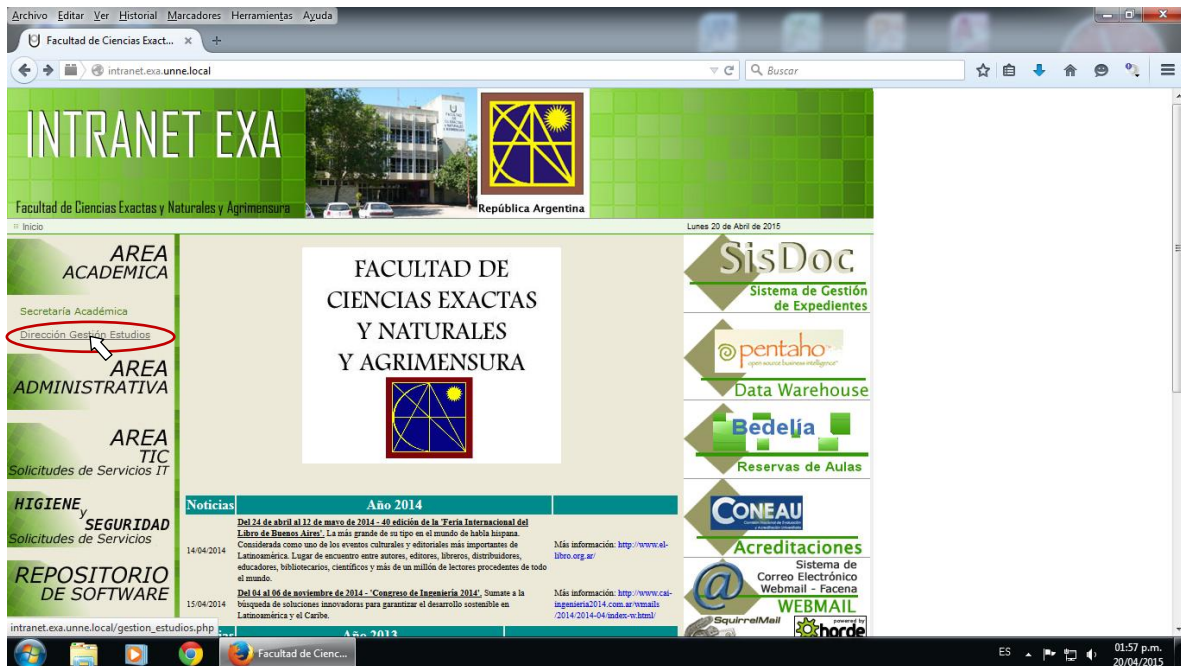 Archivo Editar Ver Historial Marcadores Herramientas Ayuda
Facultad de Ciencias Exact...
intranet.exa.unne.local
Buscar
INTRANET EXA
Facultad de Ciencias Exactas y Naturales y Agrimensura
República Argentina
Inicio
Lunes 20 de Abril de 2015
AREA
ACADEMICA
Secretaría Académica
Dirección Gestión Estudios
AREA
ADMINISTRATIVA
AREA
TIC
Solicitudes de Servicios IT
HIGIENE
y
SEGURIDAD
Solicitudes de Servicios
REPOSITORIO
DE SOFTWARE
FACULTAD DE
CIENCIAS EXACTAS
Y NATURALES
Y AGRIMENSURA
Noticias Año 2014
14/04/2014
Del 24 de abril al 12 de mayo de 2014 - 40 edición de la 'Feria Internacional del
Libro de Buenos Aires'. La más grande de su tipo en el mundo de habla hispana.
Considerada como uno de los eventos culturales y editoriales más importantes de
Latinoamérica. Lugar de encuentro entre autores, editores, libreros, distribuidores,
educadores, bibliotecarios, científicos y más de un millón de lectores procedentes de todo
el mundo.
Más información: http://www.el-
libro.org.ar/
15/04/2014
Del 04 al 06 de noviembre de 2014 - 'Congreso de Ingeniería 2014'. Sumate a la
búsqueda de soluciones innovadoras para garantizar el desarrollo sostenible en
Latinoamérica y el Caribe.
Más información: http://www.cai-
ingenieria2014.com.ar/wmails
/2014/2014-04/index-w.html/
Año 2013
SisDoc
Sistema de Gestión
de Expedientes
pentaho
open source business intelligence
Data Warehouse
Bedelía
Reservas de Aulas
CONEAU
Acreditaciones
Sistema de
Correo Electrónico
Webmail - Facena
WEBMAIL
SquirrelMail
powered by
horde
intranet.exa.unne.local/gestion_estudios.php
Facultad de Cienc...
ES
01:57 p.m.
20/04/2015